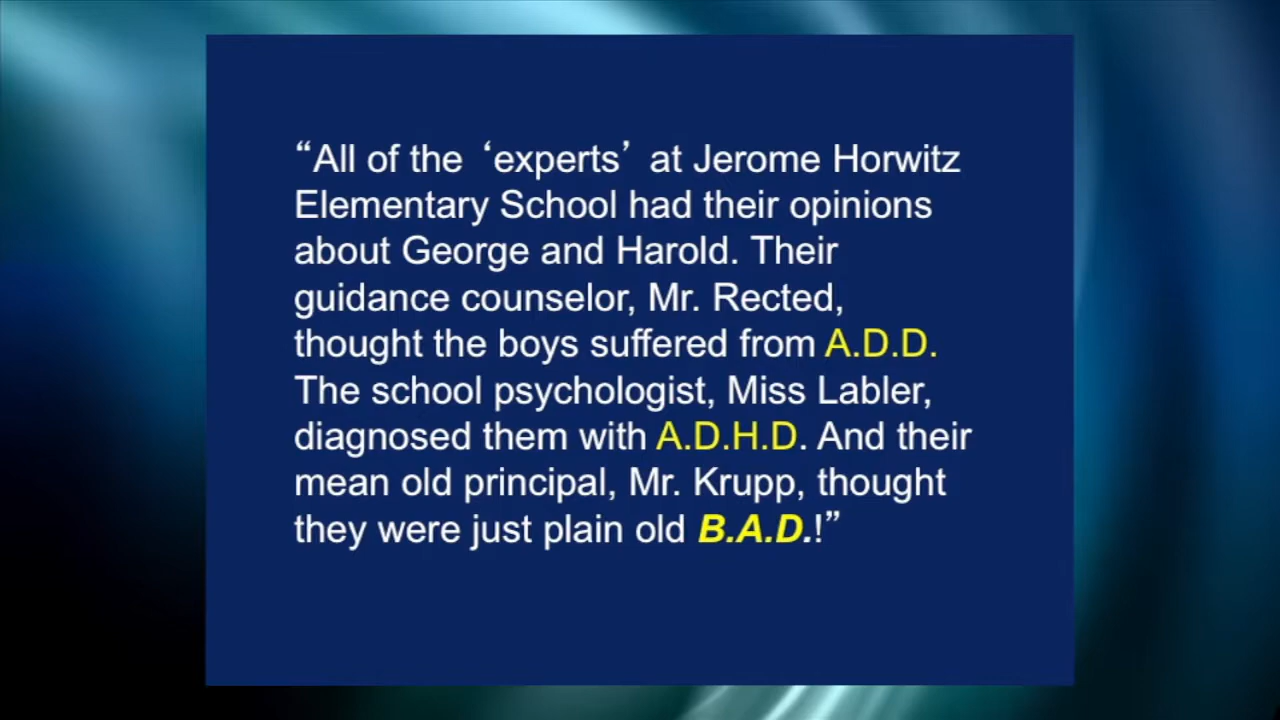 “All of the ‘experts’ at Jerome Horwitz
Elementary School had their opinions
about George and Harold. Their
guidance counselor, Mr. Rected,
thought the boys suffered from A.D.D.
The school psychologist, Miss Labler,
diagnosed them with A.D.H.D. And their
mean old principal, Mr. Krupp, thought
they were just plain old B.A.D.!”